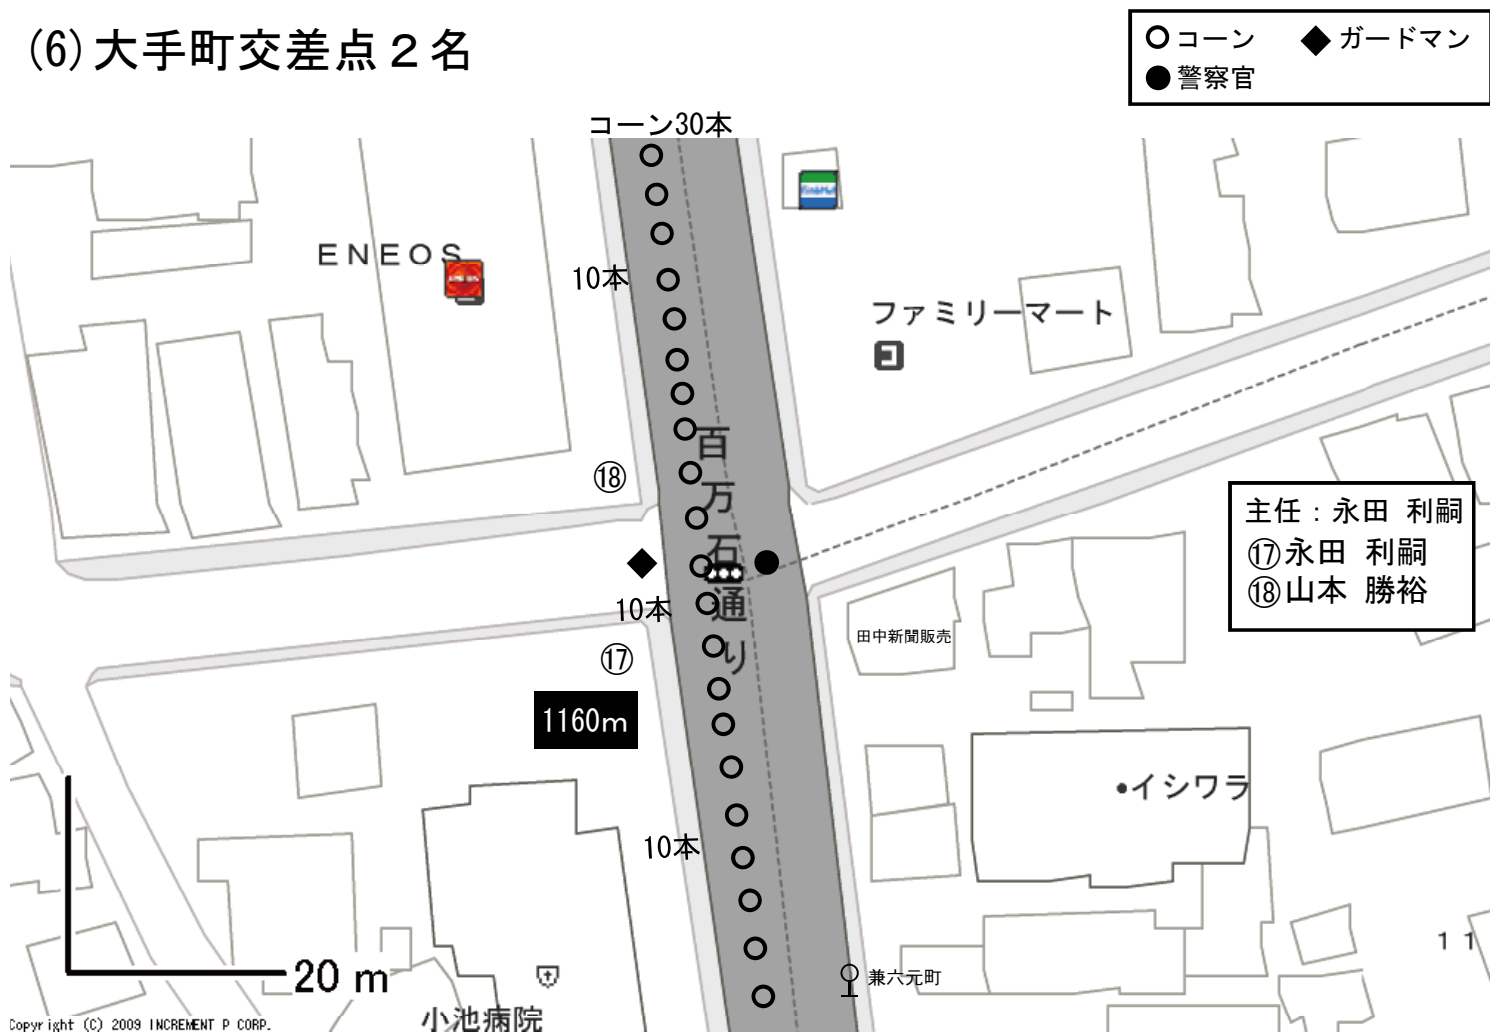 (6)大手町交差点２名
コーン ガードマン
警察官
コーン30本
ENEOS
10本
ファミリーマート
百万石通り
⑱
主任：永田 利嗣
⑰永田 利嗣
⑱山本 勝裕
10本
田中新聞販売
⑰
1160m
イシワラ
10本
11
20 m
兼六元町
小池病院
Copyright (C) 2009 INCREMENT P CORP.